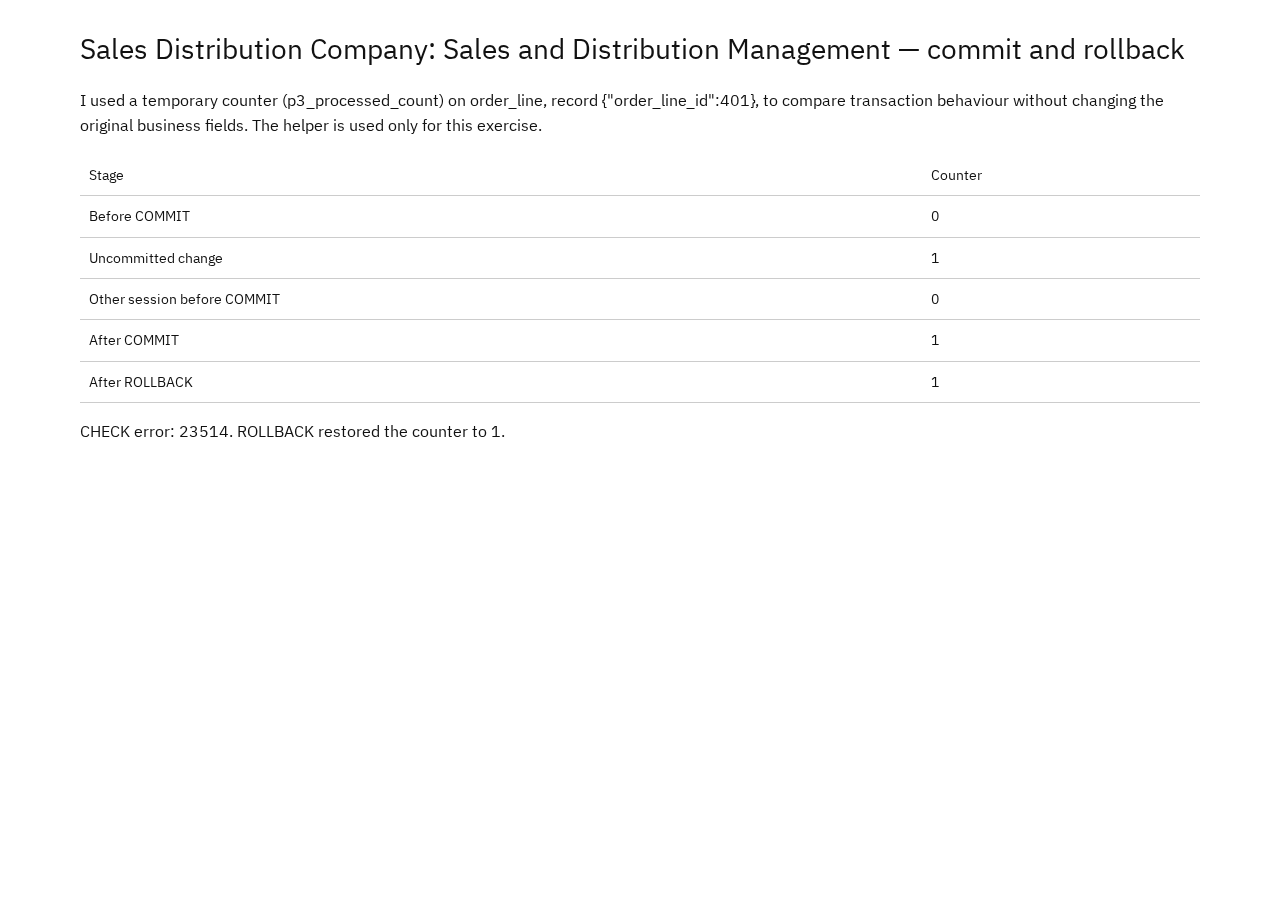 Sales Distribution Company: Sales and Distribution Management — commit and rollback
I used a temporary counter (p3_processed_count) on order_line, record {"order_line_id":401}, to compare transaction behaviour without changing the
original business fields. The helper is used only for this exercise.
Stage Counter
Before COMMIT 0
Uncommitted change 1
Other session before COMMIT 0
After COMMIT 1
After ROLLBACK 1
CHECK error: 23514. ROLLBACK restored the counter to 1.